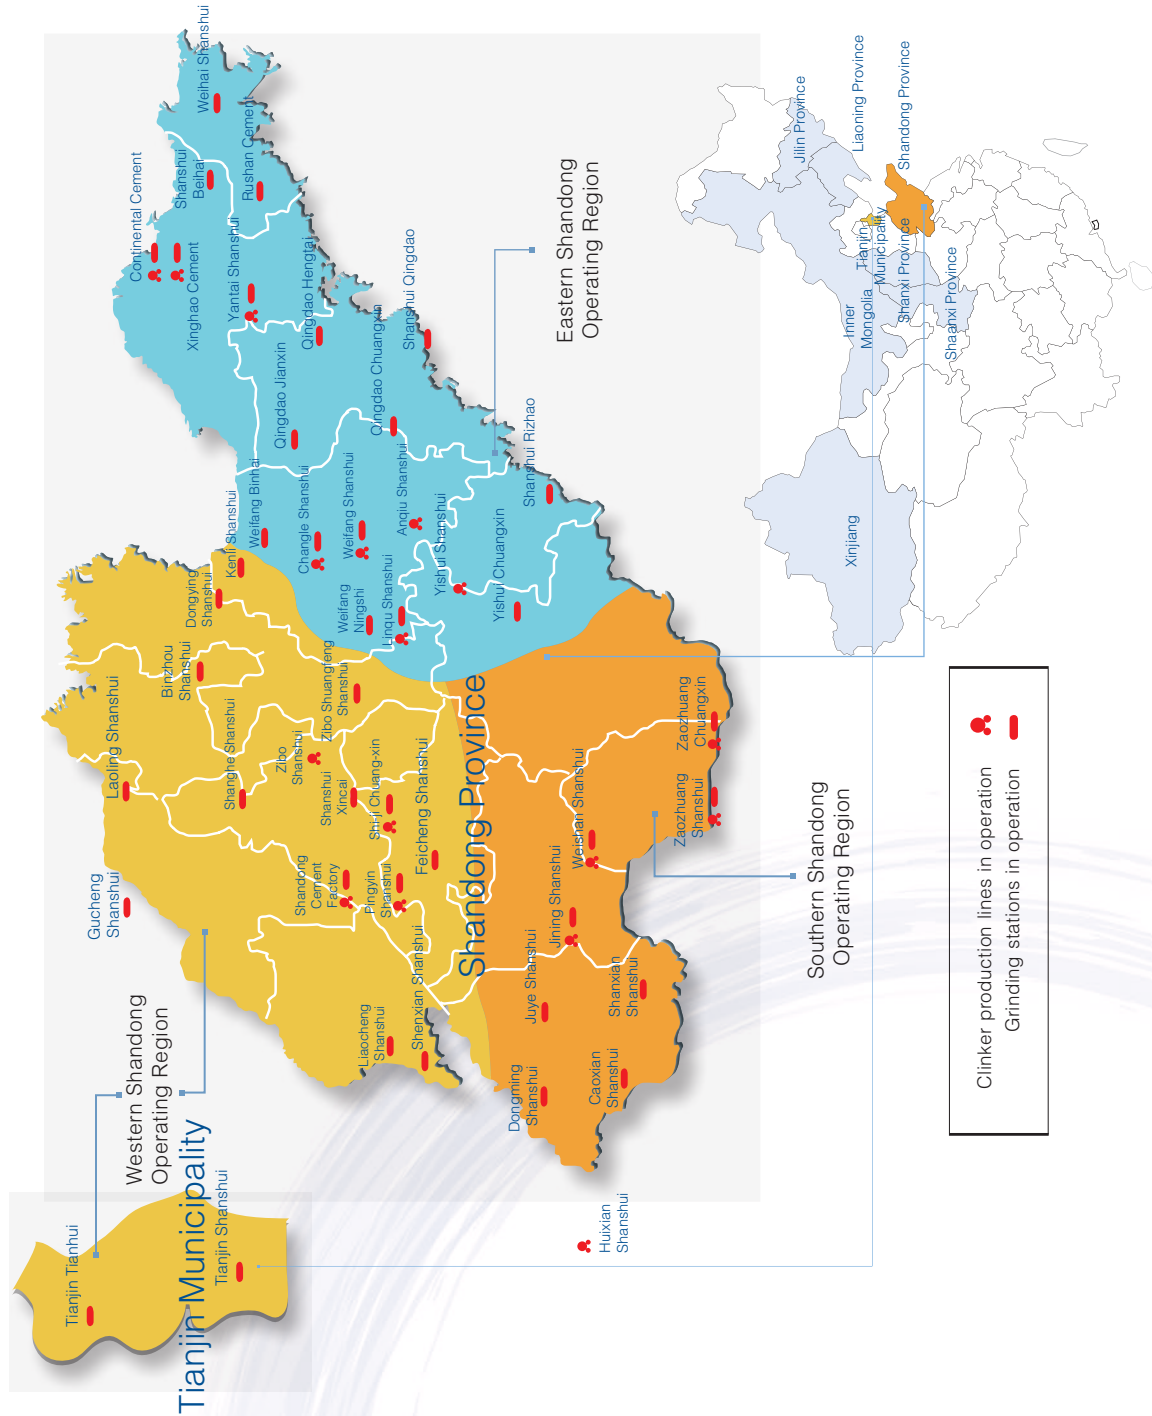 Tianjin Municipality
Tianjin Tianhui
Tianjin Shanshui
Western Shandong
Operating Region
Gucheng
Shanshui
Laoling Shanshui
Binzhou
Shanshui
Dongying
Shanshui
Kenli Shanshui
Shanghe Shanshui
Zibo
Shanshui
Zibo Shuangfeng
Shanshui
Shanshui
Xincai
Shi-ji Chuang-xin
Shandong
Cement
Factory
Pingyin
Shanshui
Feicheng Shanshui
Liaocheng
Shanshui
Shenxian Shanshui
Shandong Province
Continental Cement
Xinghao Cement
Shanshui
Beihai
Weihai Shanshui
Rushan Cement
Yantai Shanshui
Qingdao Hengtai
Qingdao Jianxin
Qingdao Chuangxin
Shanshui Qingdao
Weifang Binhai
Changle Shanshui
Weifang Shanshui
Anqiu Shanshui
Weifang
Ningshi
Linqu Shanshui
Yishui Shanshui
Yishui Chuangxin
Shanshui Rizhao
Eastern Shandong
Operating Region
Dongming
Shanshui
Juye Shanshui
Jining Shanshui
Weishan Shanshui
Caoxian
Shanshui
Shanxian
Shanshui
Zaozhuang
Shanshui
Zaozhuang
Chuangxin
Huixian
Shanshui
Southern Shandong
Operating Region
Jilin Province
Liaoning Province
Shandong Province
Tianjin
Municipality
Inner
Mongolia
Shanxi Province
Shaanxi Province
Xinjiang
Clinker production lines in operation
Grinding stations in operation